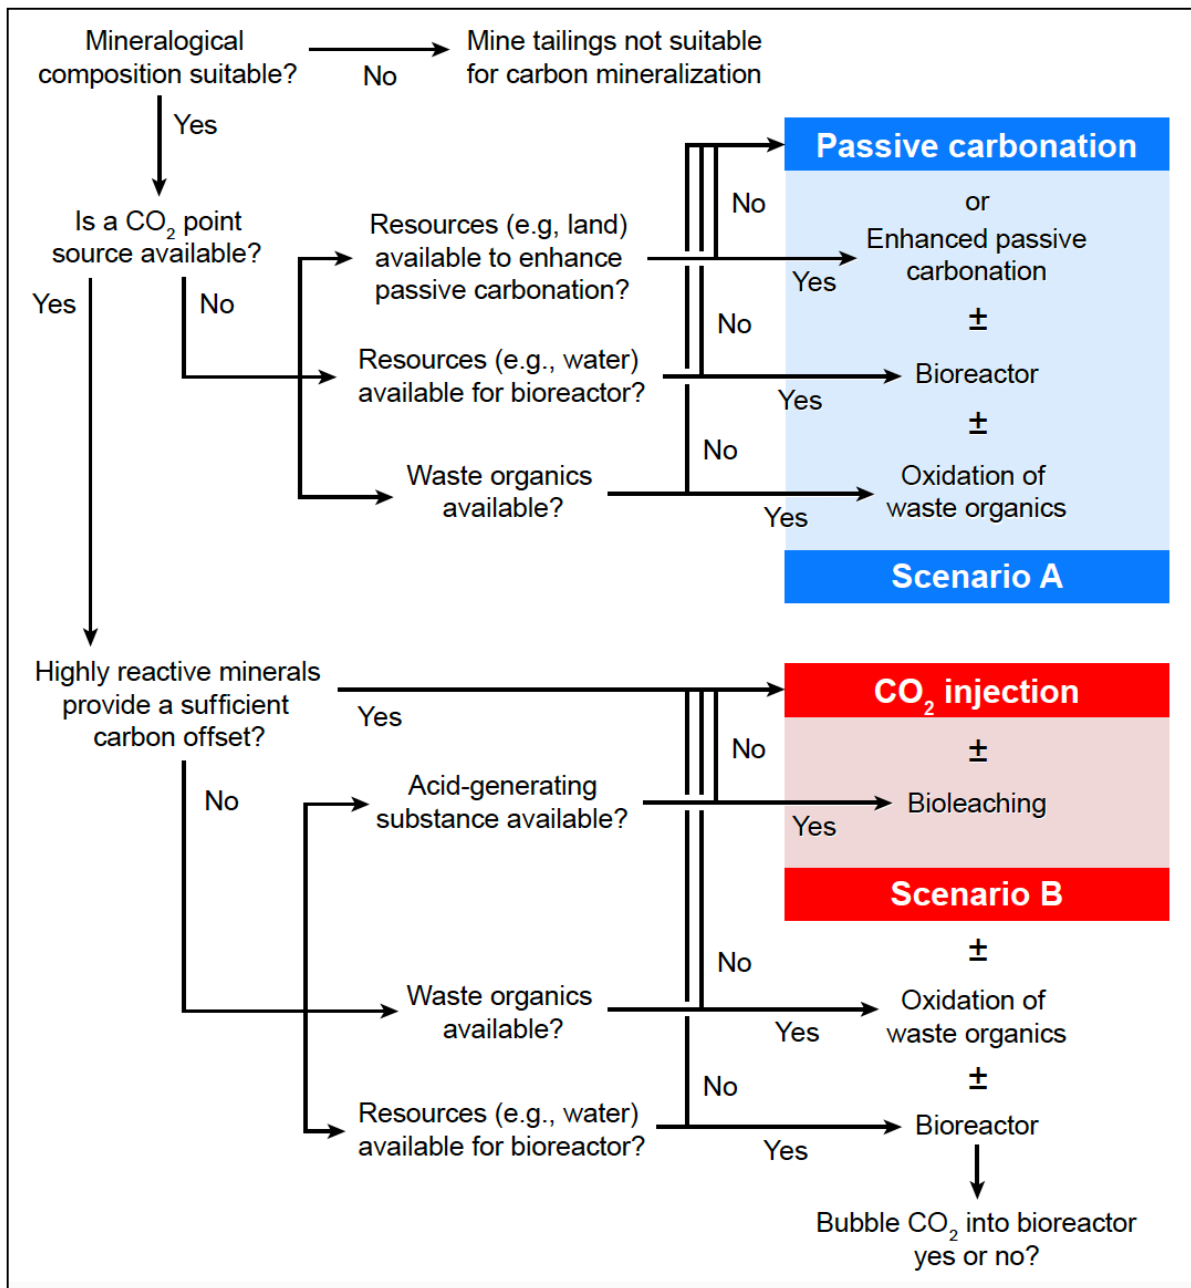 Mineralogical
composition suitable?
No
Mine tailings not suitable
for carbon mineralization
Yes
Passive carbonation
Is a CO₂ point
source available?
Resources (e.g, land)
available to enhance
passive carbonation?
No
or
Enhanced passive
carbonation
Yes
Yes
No
±
No
Resources (e.g., water)
available for bioreactor?
Bioreactor
Yes
±
No
Waste organics
available?
Oxidation of
waste organics
Yes
Scenario A
Highly reactive minerals
provide a sufficient
carbon offset?
Yes
CO₂ injection
No
±
No
Acid-generating
substance available?
Bioleaching
Yes
Scenario B
±
No
Waste organics
available?
Oxidation of
waste organics
Yes
±
No
Resources (e.g., water)
available for bioreactor?
Bioreactor
Yes
Bubble CO₂ into bioreactor
yes or no?